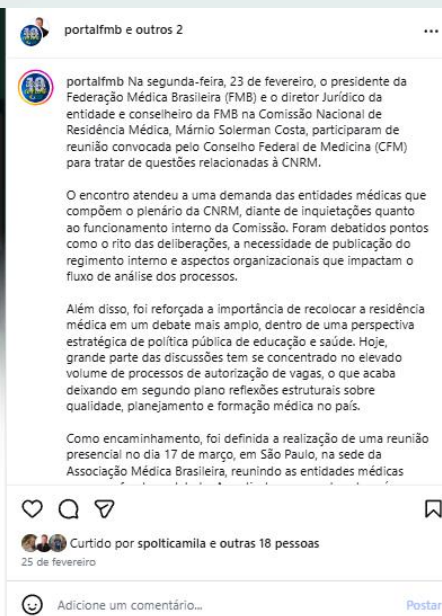 portalfmb e outros 2
portalfmb Na segunda-feira, 23 de fevereiro, o presidente da
Federação Médica Brasileira (FMB) e o diretor Jurídico da
entidade e conselheiro da FMB na Comissão Nacional de
Residência Médica, Márnio Solerman Costa, participaram de
reunião convocada pelo Conselho Federal de Medicina (CFM)
para tratar de questões relacionadas à CNRM.
O encontro atendeu a uma demanda das entidades médicas que
compõem o plenário da CNRM, diante de inquietações quanto
ao funcionamento interno da Comissão. Foram debatidos pontos
como o rito das deliberações, a necessidade de publicação do
regimento interno e aspectos organizacionais que impactam o
fluxo de análise dos processos.
Além disso, foi reforçada a importância de recolocar a residência
médica em um debate mais amplo, dentro de uma perspectiva
estratégica de política pública de educação e saúde. Hoje,
grande parte das discussões tem se concentrado no elevado
volume de processos de autorização de vagas, o que acaba
deixando em segundo plano reflexões estruturais sobre
qualidade, planejamento e formação médica no país.
Como encaminhamento, foi definida a realização de uma reunião
presencial no dia 17 de março, em São Paulo, na sede da
Associação Médica Brasileira, reunindo as entidades médicas
Curtido por spolticamila e outras 18 pessoas
25 de fevereiro
Adicione um comentário...
Postar